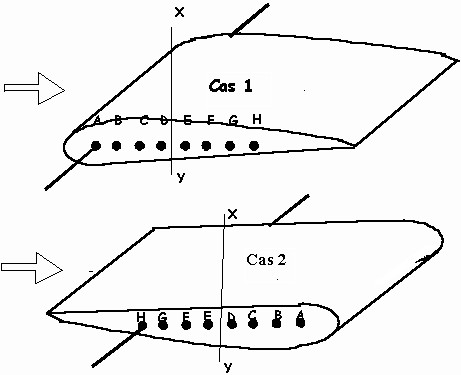 X
Cas 1
A B C D E F G H
y
X
Cas 2
H G F E D C B A
y